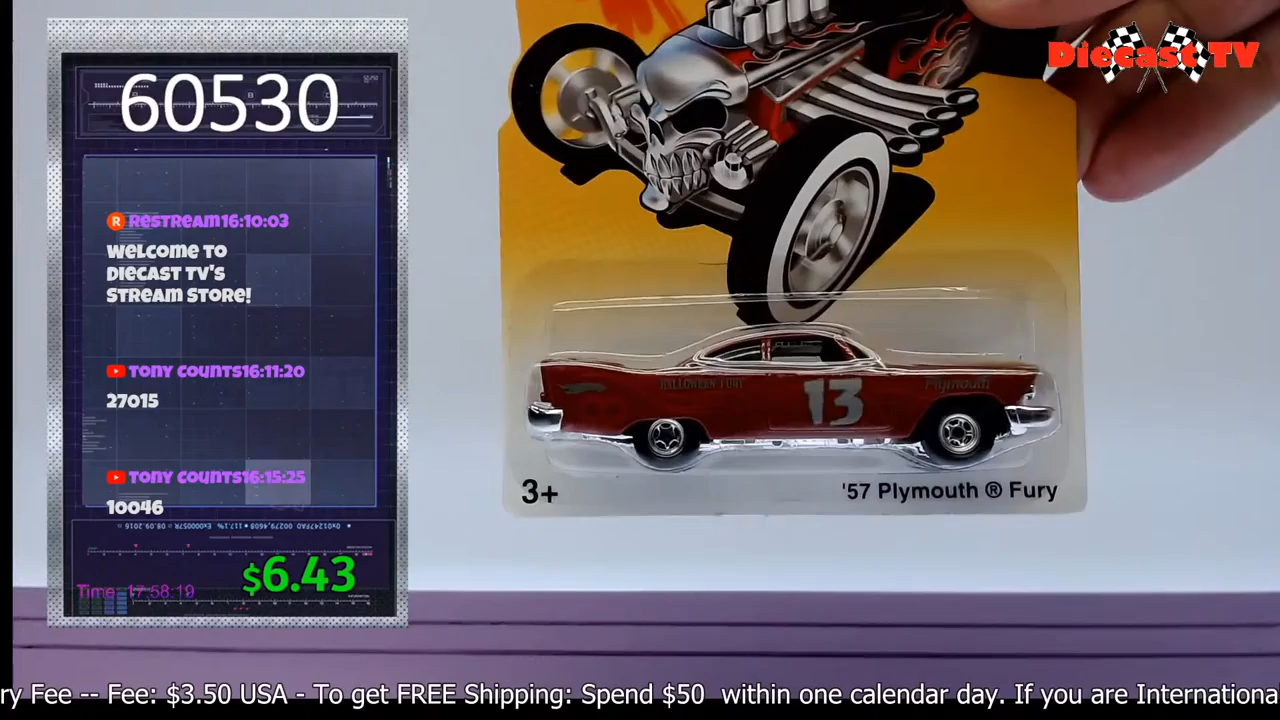 60530
Restream16:10:03
Welcome to
Diecast TV's
Stream Store!
Tony Counts16:11:20
27015
Tony Counts16:15:25
10046
$6.43
Time: 17:58:19
Diecast TV
HALLOWEEN FURY
13
Plymouth
3+
'57 Plymouth ® Fury
ry Fee -- Fee: $3.50 USA - To get FREE Shipping: Spend $50 within one calendar day. If you are Internationa